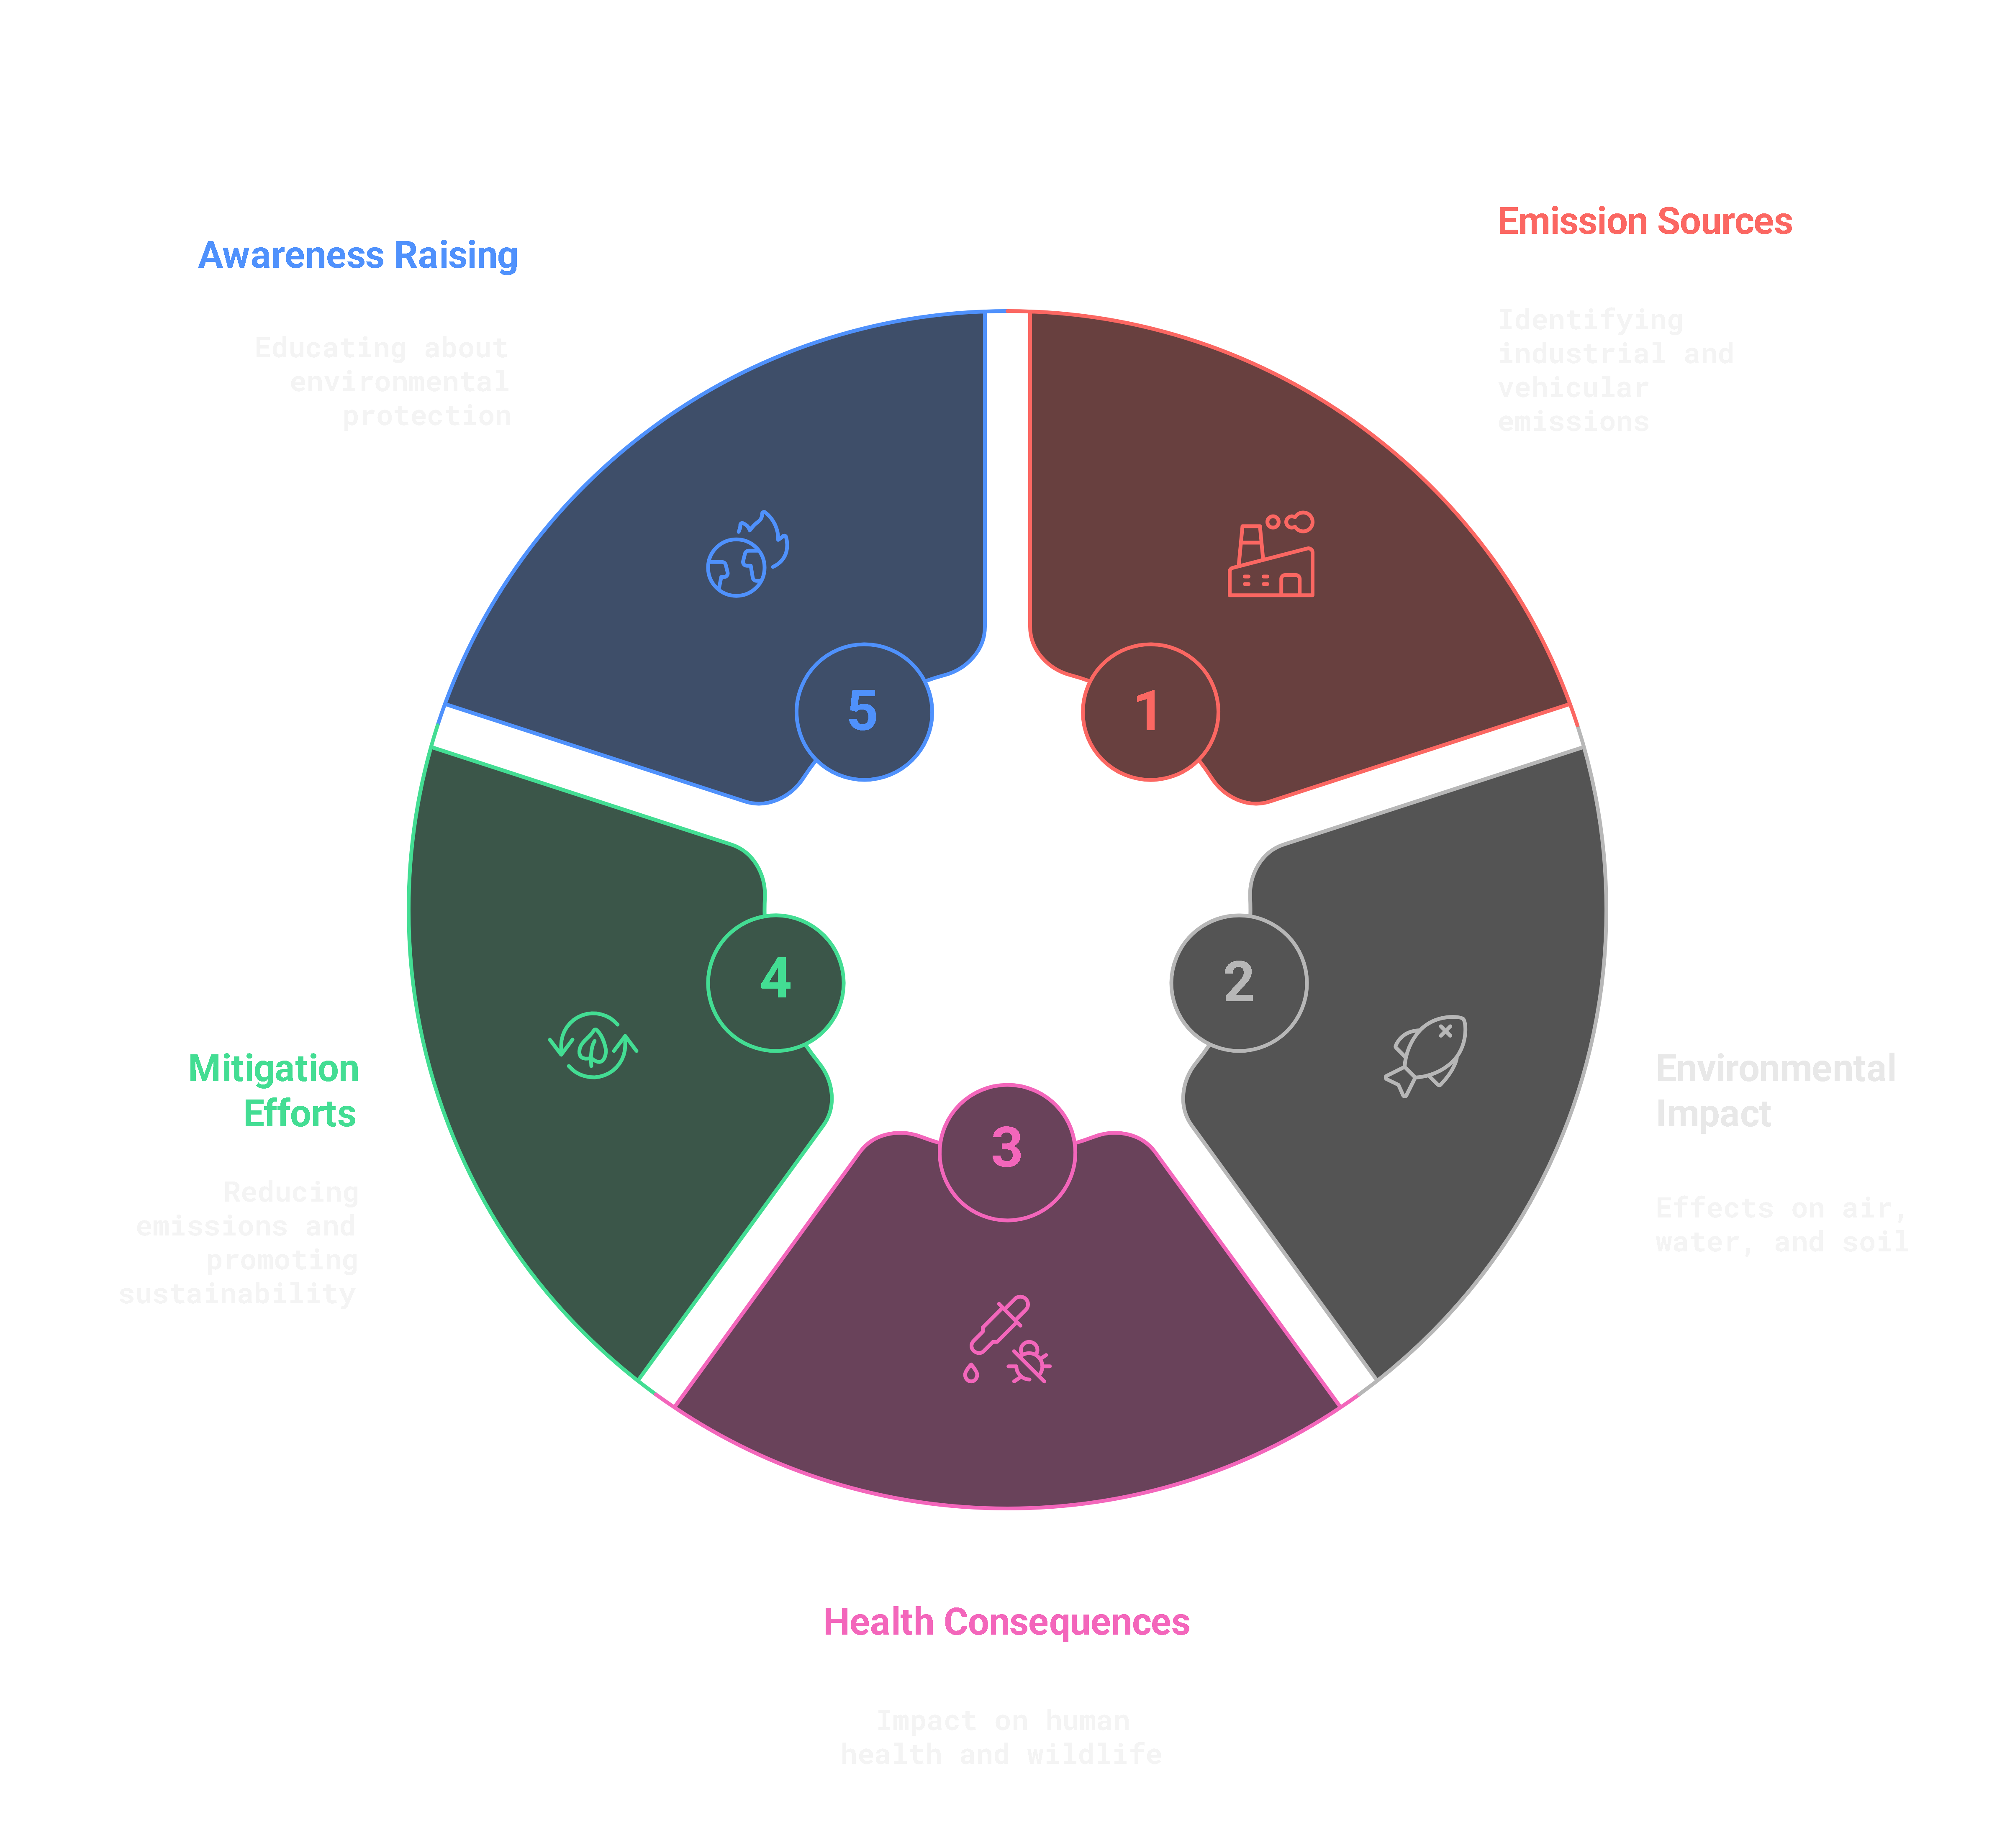 Emission Sources
Identifying
industrial and
vehicular
emissions
1
2
Environmental
Impact
Effects on air,
water, and soil
3
Health Consequences
Impact on human
health and wildlife
4
Mitigation
Efforts
Reducing
emissions and
promoting
sustainability
5
Awareness Raising
Educating about
environmental
protection